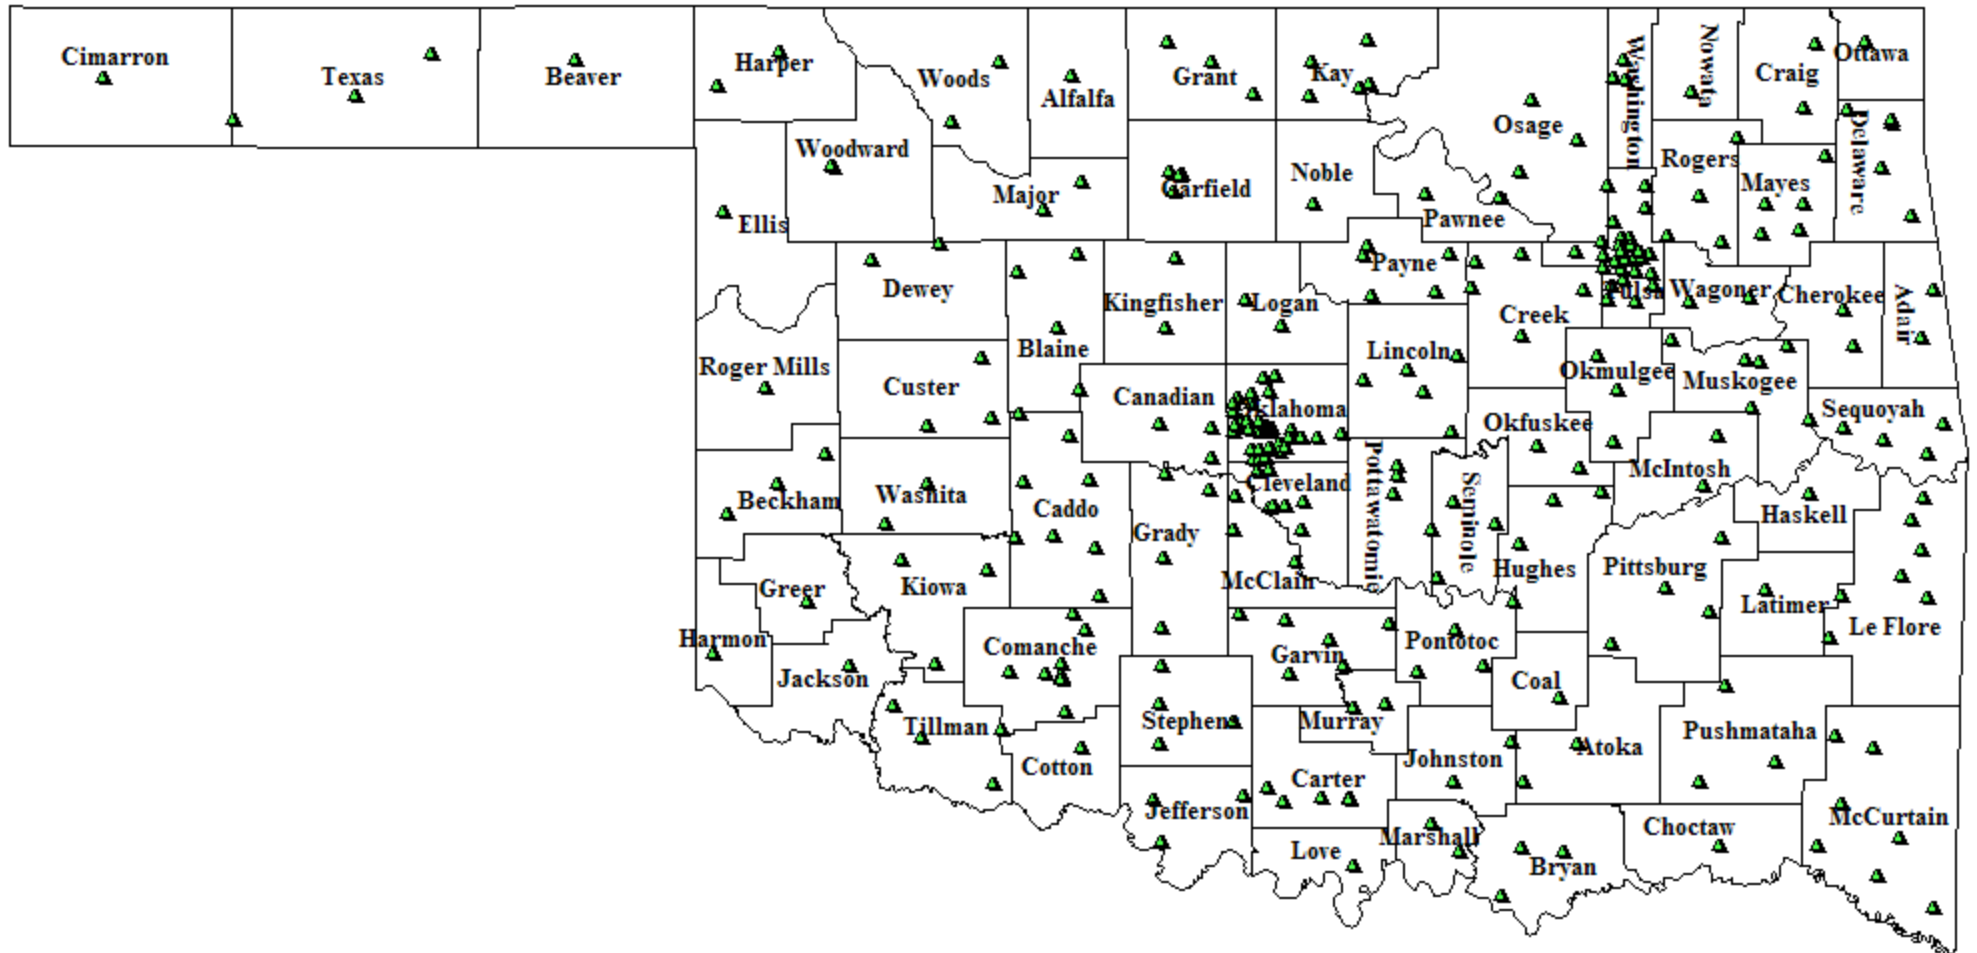 Cimarron
Texas
Beaver
Harper
Woods
Alfalfa
Grant
Kay
Osage
Washington
Nowata
Craig
Ottawa
Delaware
Woodward
Ellis
Major
Garfield
Noble
Pawnee
Rogers
Mayes
Dewey
Blaine
Kingfisher
Logan
Payne
Creek
Tulsa
Wagoner
Cherokee
Adair
Roger Mills
Custer
Canadian
Oklahoma
Lincoln
Okmulgee
Muskogee
Sequoyah
Okfuskee
McIntosh
Beckham
Washita
Caddo
Grady
Cleveland
Pottawatomie
Seminole
Hughes
Haskell
Pittsburg
Latimer
Le Flore
Greer
Kiowa
McClain
Harmon
Jackson
Comanche
Garvin
Pontotoc
Coal
Tillman
Stephens
Murray
Johnston
Atoka
Pushmataha
Cotton
Carter
Jefferson
Marshall
Love
Bryan
Choctaw
McCurtain